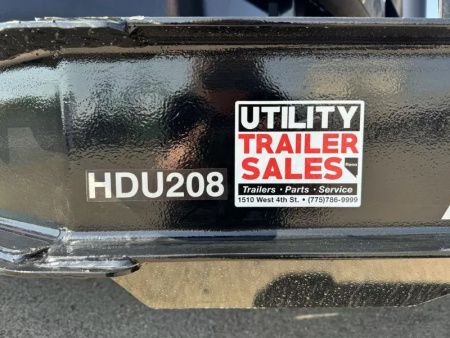 UTILITY
TRAILER
SALES
Trailers • Parts • Service
HDU208
1510 West 4th St. • (775)786-9999